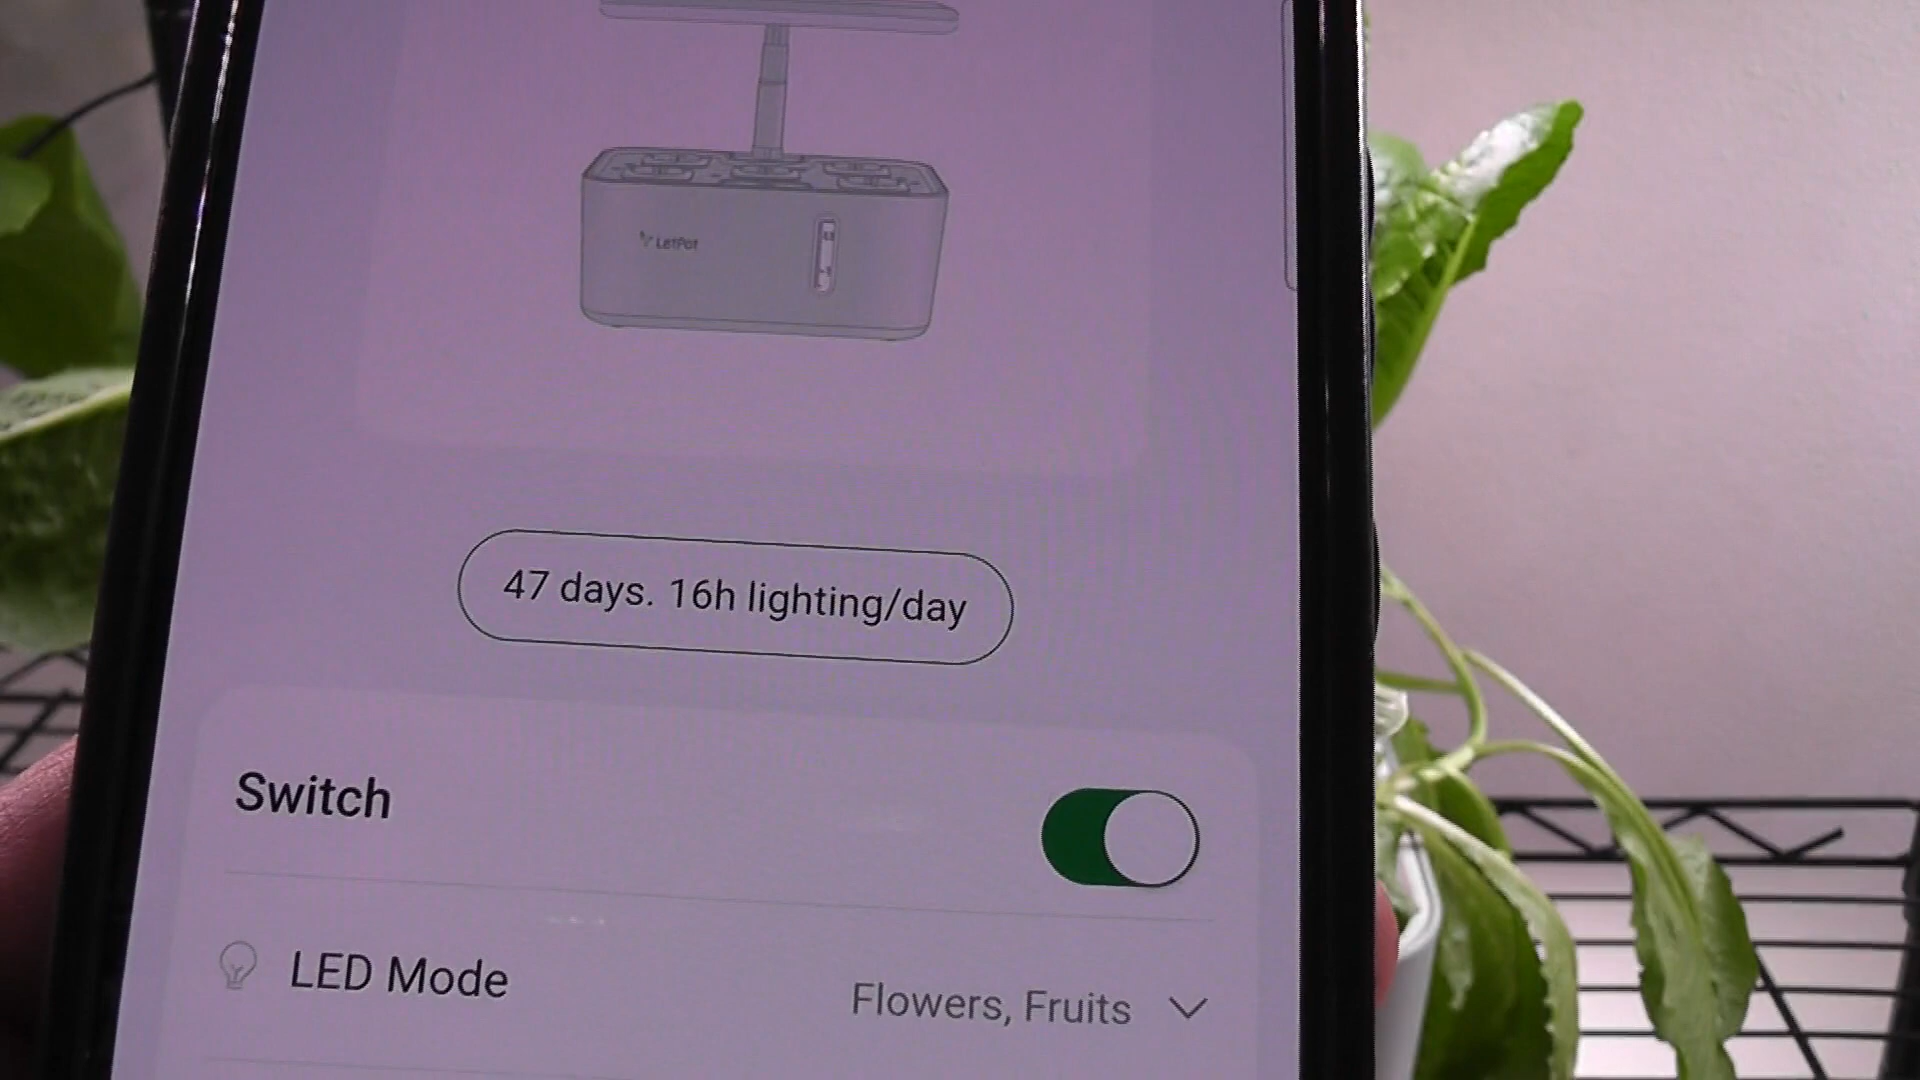 LetPot
47 days. 16h lighting/day
Switch
LED Mode
Flowers, Fruits